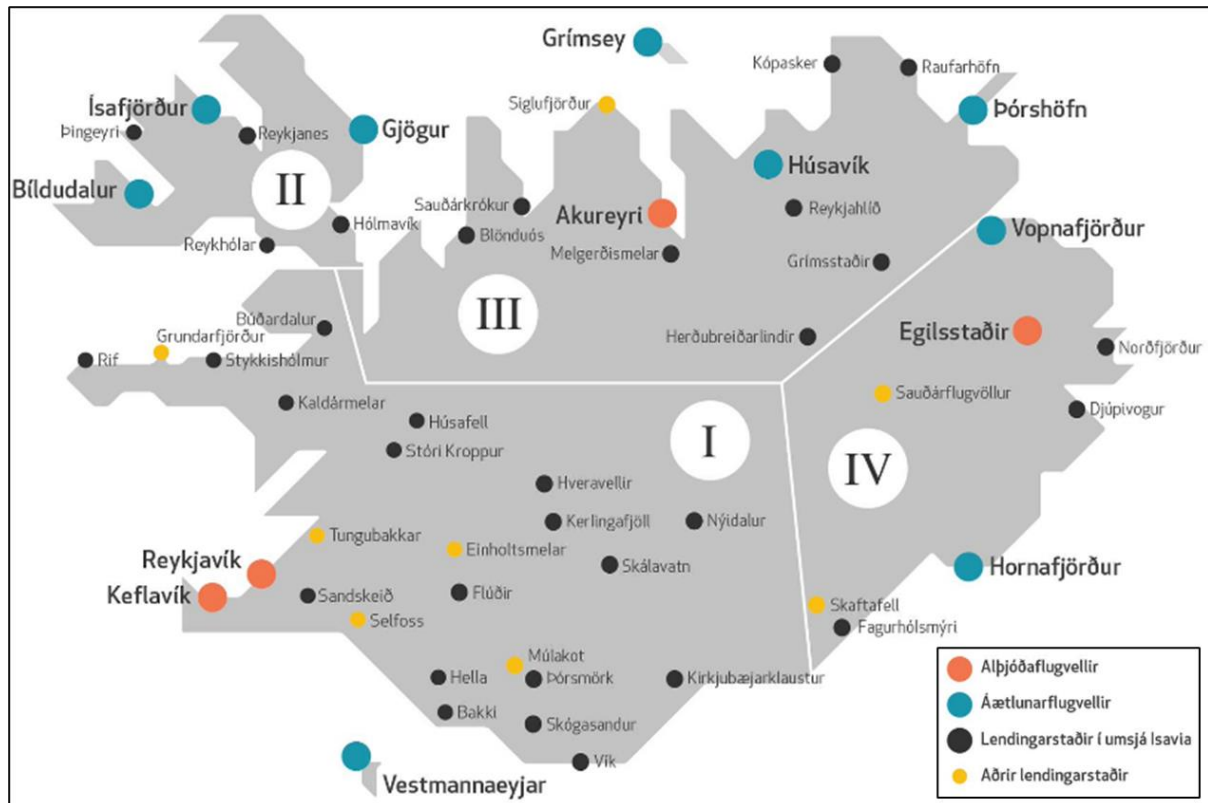 Grímsey
Kópasker
Raufarhöfn
Siglufjörður
Ísafjörður
Þórshöfn
Þingeyri
Reykjanes
Gjögur
Húsavík
Bíldudalur
II
Sauðárkrókur
Akureyri
Reykjahlíð
Hólmavík
Blönduós
Vopnafjörður
Reykhólar
Melgerðismelar
Grímsstaðir
III
Búðardalur
Egilsstaðir
Grundarfjörður
Herðubreiðarlindir
Norðfjörður
Rif
Stykkishólmur
Sauðárflugvöllur
Kaldármelar
Djúpivogur
Húsafell
I
Stóri Kroppur
IV
Hveravellir
Kerlingafjöll
Nýidalur
Tungubakkar
Einholtsmelar
Reykjavík
Skálavatn
Hornafjörður
Keflavík
Sandskeið
Flúðir
Skaftafell
Selfoss
Fagurhólsmýri
Múlakot
Hella
Þórsmörk
Kirkjubæjarklaustur
Bakki
Skógasandur
Vík
Vestmannaeyjar
Alþjóðaflugvellir
Áætlunarflugvellir
Lendingarstaðir í umsjá Isavia
Aðrir lendingarstaðir